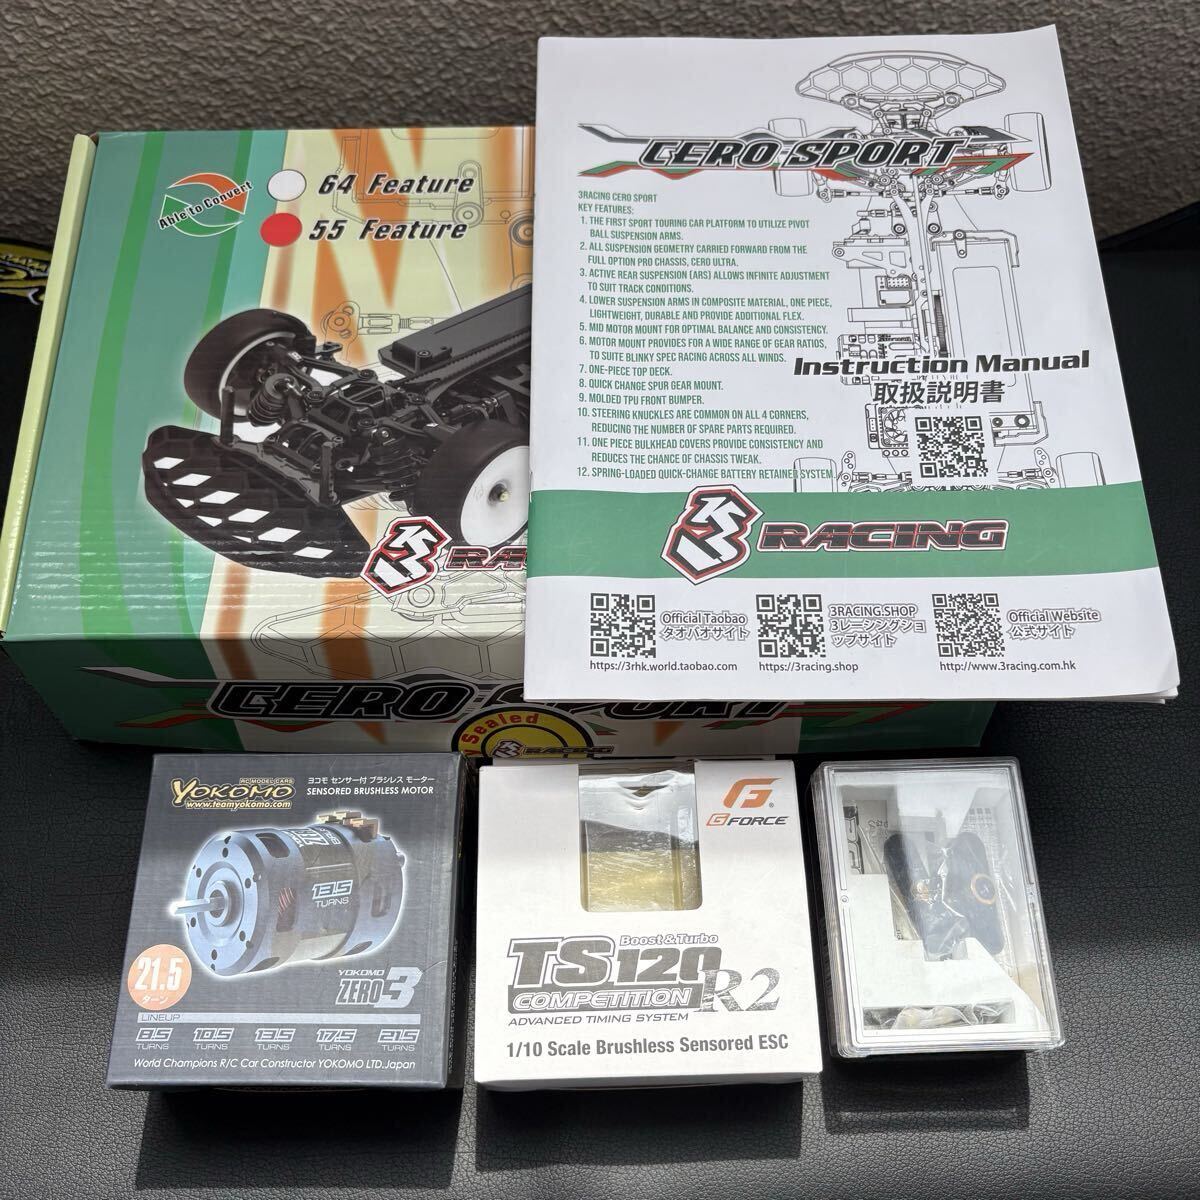 Able to Convert
64 Feature
55 Feature
RACING
CERO SPORT
Sealed
RACING
CERO SPORT
3RACING CERO SPORT
KEY FEATURES:
1. THE FIRST SPORT TOURING CAR PLATFORM TO UTILIZE PIVOT
BALL SUSPENSION ARMS.
2. ALL SUSPENSION GEOMETRY CARRIED FORWARD FROM THE
FULL OPTION PRO CHASSIS, CERO ULTRA.
3. ACTIVE REAR SUSPENSION (ARS) ALLOWS INFINITE ADJUSTMENT
TO SUIT TRACK CONDITIONS.
4. LOWER SUSPENSION ARMS IN COMPOSITE MATERIAL, ONE PIECE,
LIGHTWEIGHT, DURABLE AND PROVIDE ADDITIONAL FLEX.
5. MID MOTOR MOUNT FOR OPTIMAL BALANCE AND CONSISTENCY.
6. MOTOR MOUNT PROVIDES FOR A WIDE RANGE OF GEAR RATIOS,
TO SUITE BLINKY SPEC RACING ACROSS ALL WINDS.
7. ONE-PIECE TOP DECK.
8. QUICK CHANGE SPUR GEAR MOUNT.
9. MOLDED TPU FRONT BUMPER.
10. STEERING KNUCKLES ARE COMMON ON ALL 4 CORNERS,
REDUCING THE NUMBER OF SPARE PARTS REQUIRED.
11. ONE PIECE BULKHEAD COVERS PROVIDE CONSISTENCY AND
REDUCES THE CHANCE OF CHASSIS TWEAK.
12. SPRING-LOADED QUICK-CHANGE BATTERY RETAINER SYSTEM.
Instruction Manual
取扱説明書
3 RACING
Official Taobao
タオバオサイト
https://3rhk.world.taobao.com
3RACING.SHOP
3レーシングショ
ップサイト
https://3racing.shop
Official Website
公式サイト
http://www.3racing.com.hk
RC MODEL CARS
YOKOMO
www.teamyokomo.com
ヨコモ センサー付 ブラシレス モーター
SENSORED BRUSHLESS MOTOR
13.5
TURNS
21.5
ターン
YOKOMO
ZERO3
LINEUP
8.5 TURNS 10.5 TURNS 13.5 TURNS 17.5 TURNS 21.5 TURNS
World Champions R/C Car Constructor YOKOMO LTD.Japan
G FORCE
Boost & Turbo
TS120
COMPETITION R2
ADVANCED TIMING SYSTEM
1/10 Scale Brushless Sensored ESC